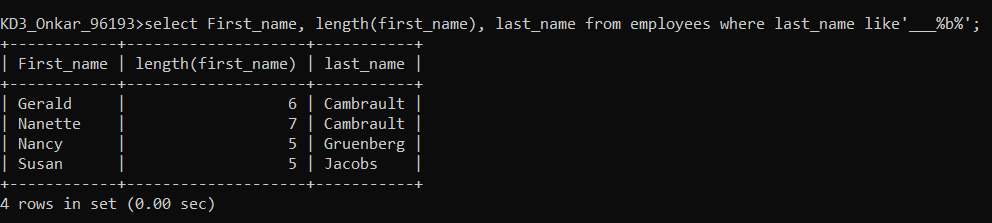 KD3_Onkar_96193>select First_name, length(first_name), last_name from employees where last_name like'___%b%';
+------------+--------------------+-----------+
| First_name | length(first_name) | last_name |
+------------+--------------------+-----------+
| Gerald     |                  6 | Cambrault |
| Nanette    |                  7 | Cambrault |
| Nancy      |                  5 | Gruenberg |
| Susan      |                  5 | Jacobs    |
+------------+--------------------+-----------+
4 rows in set (0.00 sec)